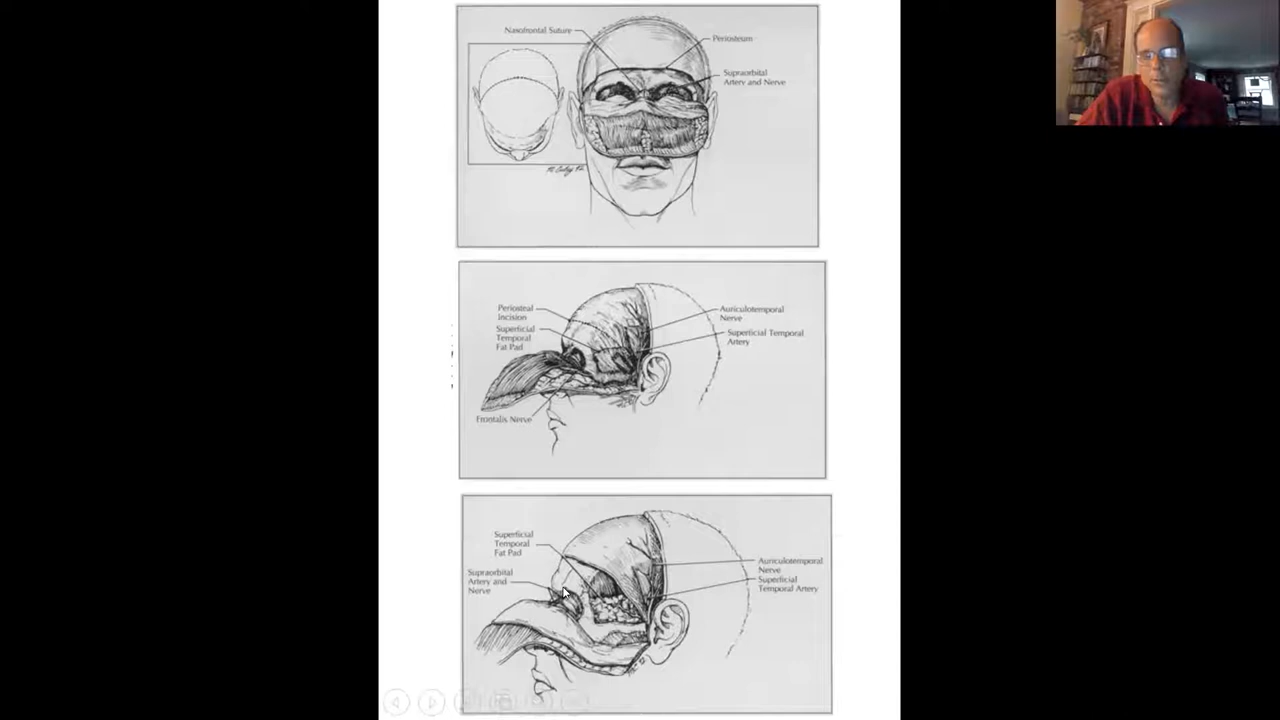 Nasofrontal Suture
Periosteum
Supraorbital
Artery and Nerve
Periosteal
Incision
Superficial
Temporal
Fat Pad
Auriculotemporal
Nerve
Superficial Temporal
Artery
Frontalis Nerve
Superficial
Temporal
Fat Pad
Supraorbital
Artery and
Nerve
Auriculotemporal
Nerve
Superficial
Temporal Artery